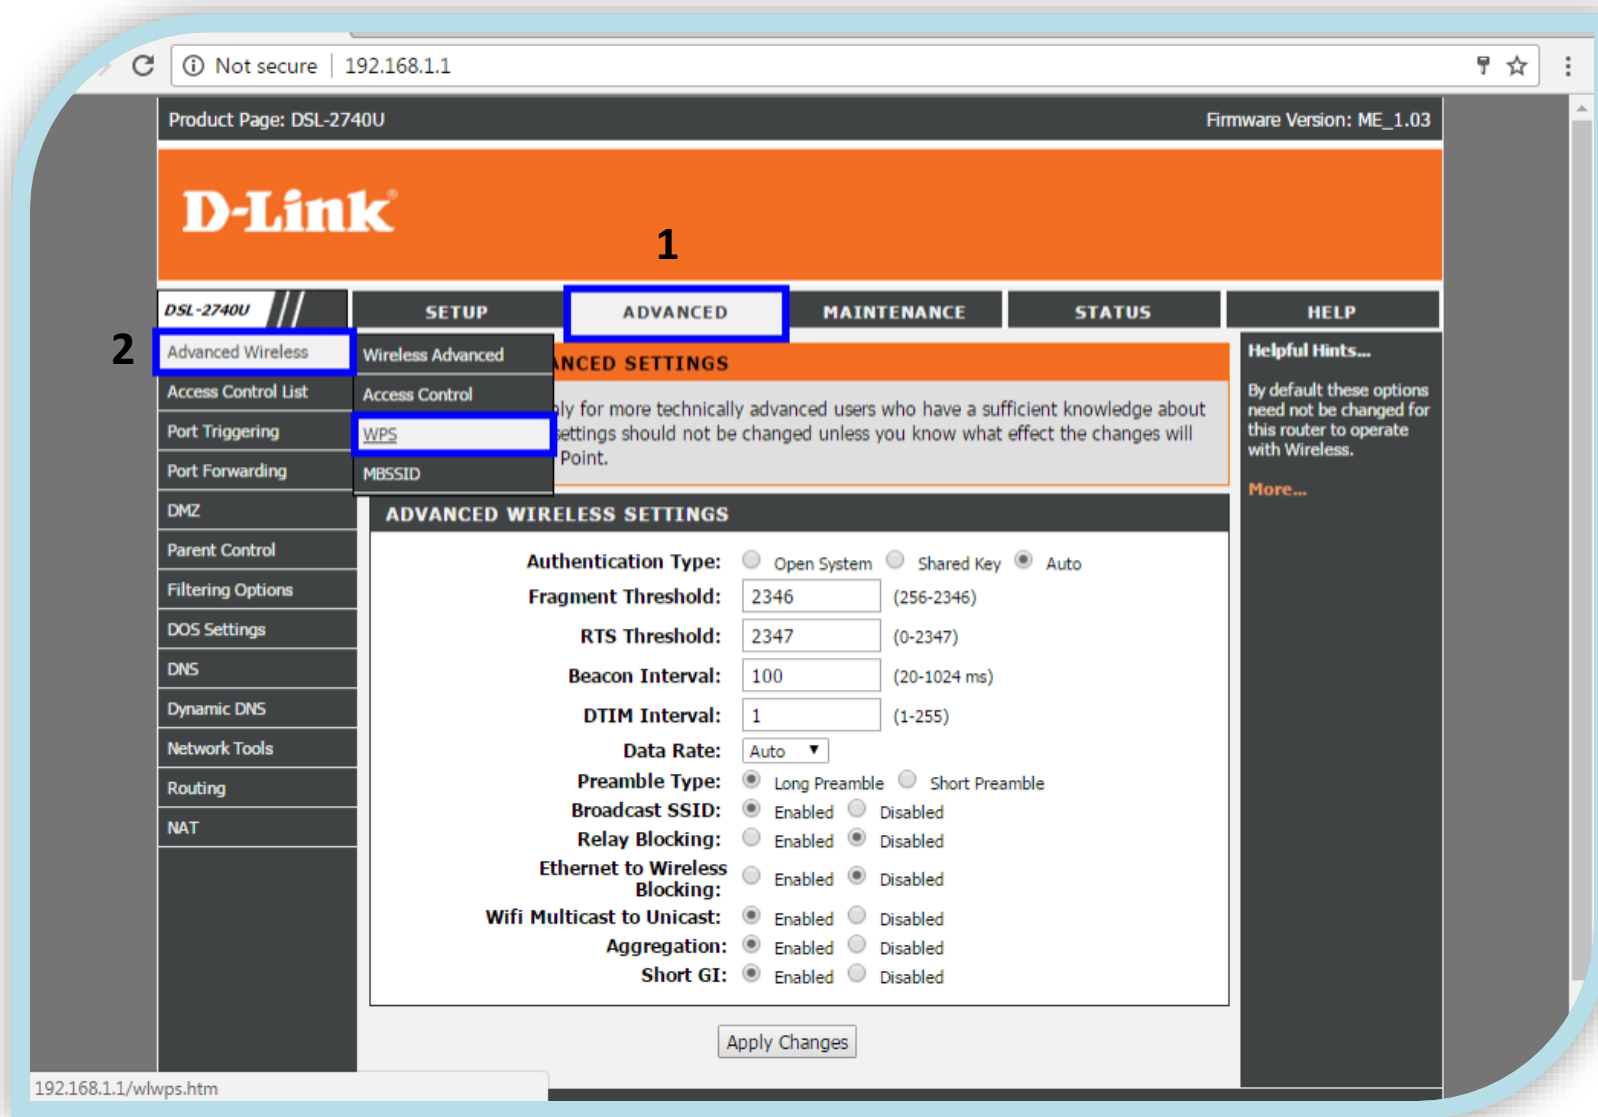 Not secure | 192.168.1.1
Product Page: DSL-2740U
Firmware Version: ME_1.03
D-Link
1
DSL-2740U
SETUP
ADVANCED
MAINTENANCE
STATUS
HELP
2
Advanced Wireless
Access Control List
Port Triggering
Port Forwarding
DMZ
Parent Control
Filtering Options
DOS Settings
DNS
Dynamic DNS
Network Tools
Routing
NAT
Wireless Advanced
Access Control
WPS
MBSSID
SETTINGS
for more technically advanced users who have a sufficient knowledge about
settings should not be changed unless you know what effect the changes will
Point.
ADVANCED WIRELESS SETTINGS
Authentication Type: Open System Shared Key Auto
Fragment Threshold: 2346 (256-2346)
RTS Threshold: 2347 (0-2347)
Beacon Interval: 100 (20-1024 ms)
DTIM Interval: 1 (1-255)
Data Rate: Auto
Preamble Type: Long Preamble Short Preamble
Broadcast SSID: Enabled Disabled
Relay Blocking: Enabled Disabled
Ethernet to Wireless
Blocking: Enabled Disabled
Wifi Multicast to Unicast: Enabled Disabled
Aggregation: Enabled Disabled
Short GI: Enabled Disabled
Apply Changes
Helpful Hints...
By default these options
need not be changed for
this router to operate
with Wireless.
More...
192.168.1.1/wlwps.htm